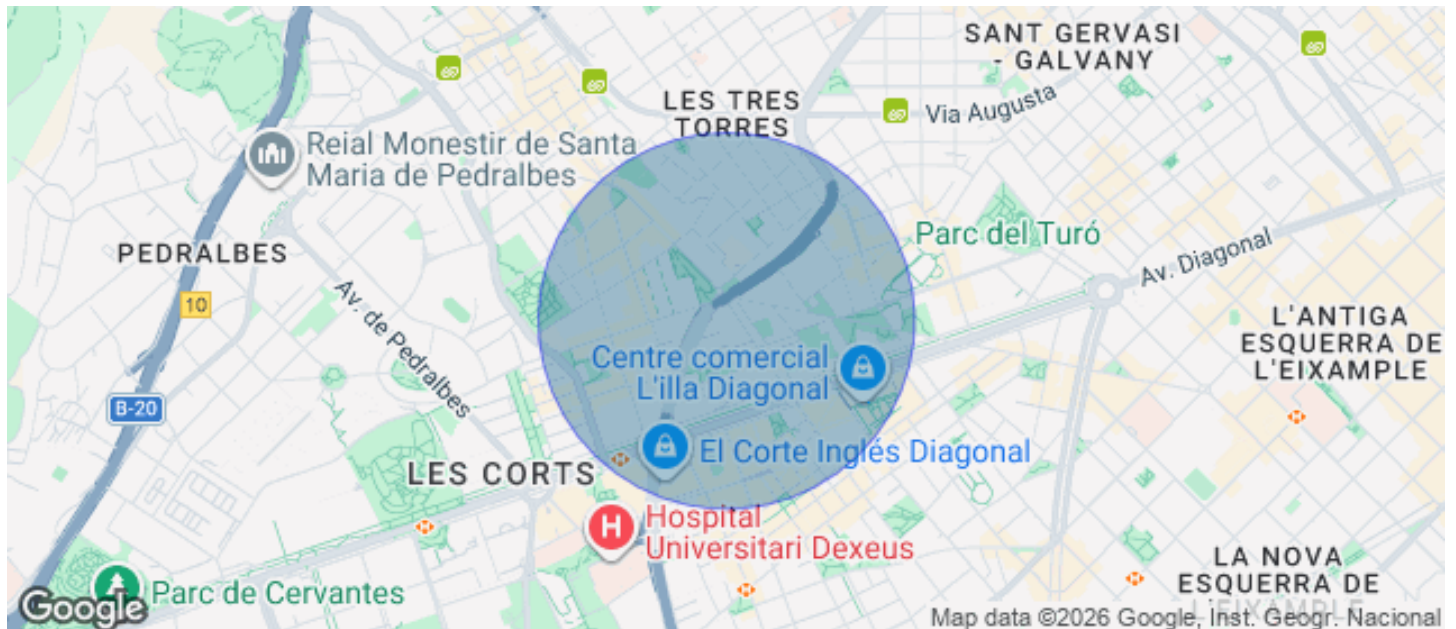 SANT GERVASI
- GALVANY
LES TRES
TORRES
Via Augusta
Reial Monestir de Santa
Maria de Pedralbes
PEDRALBES
Parc del Turó
Av. Diagonal
10
Av. de Pedralbes
L'ANTIGA
ESQUERRA DE
L'EIXAMPLE
Centre comercial
L'illa Diagonal
B-20
El Corte Inglés Diagonal
LES CORTS
H
Hospital
Universitari Dexeus
LA NOVA
ESQUERRA DE
L'EIXAMPLE
Parc de Cervantes
Google
Map data ©2026 Google, Inst. Geogr. Nacional